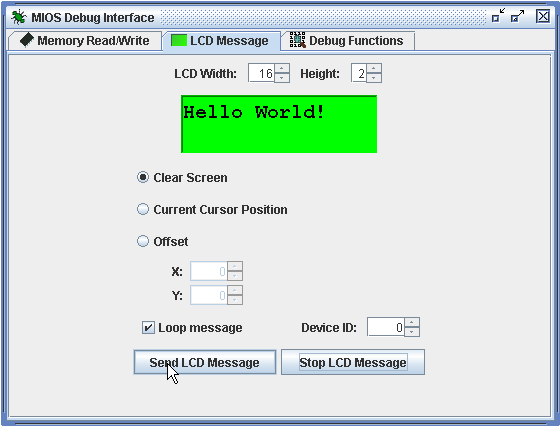 MIOS Debug Interface
Memory Read/Write LCD Message Debug Functions
LCD Width: 16 Height: 2
Hello World!
Clear Screen
Current Cursor Position
Offset
X: 0
Y: 0
Loop message Device ID: 0
Send LCD Message Stop LCD Message